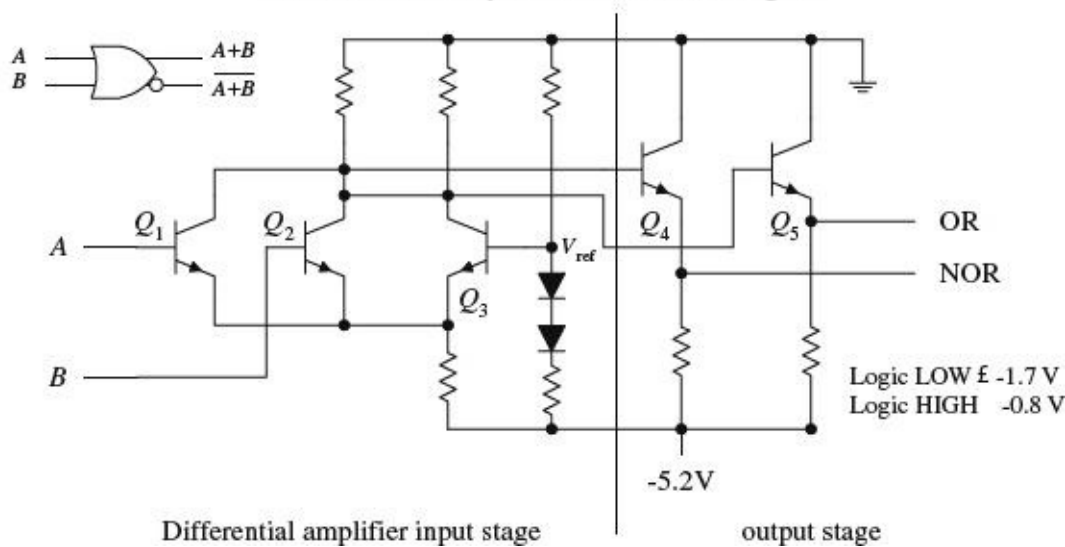 A
B
A+B
A+B
Q1
Q2
Q3
Vref
Q4
Q5
A
B
OR
NOR
Logic LOW £ -1.7 V
Logic HIGH -0.8 V
-5.2V
Differential amplifier input stage
output stage